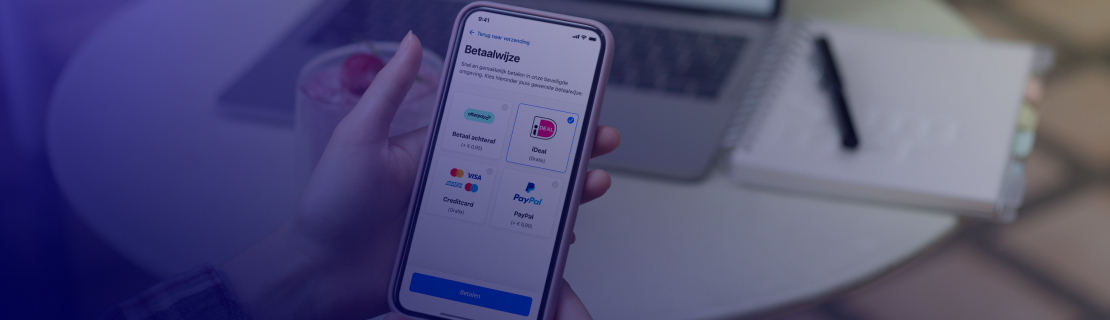 9:41
← Terug naar verzending
Betaalwijze
Snel en gemakkelijk betalen in onze beveiligde
omgeving. Kies hieronder jouw gewenste betaalwijze.
afterpay
Betaal achteraf
(+ € 0,95)
iDEAL
iDeal
(Gratis)
VISA
Creditcard
(Gratis)
PayPal
PayPal
(+ € 0,95)
Betalen